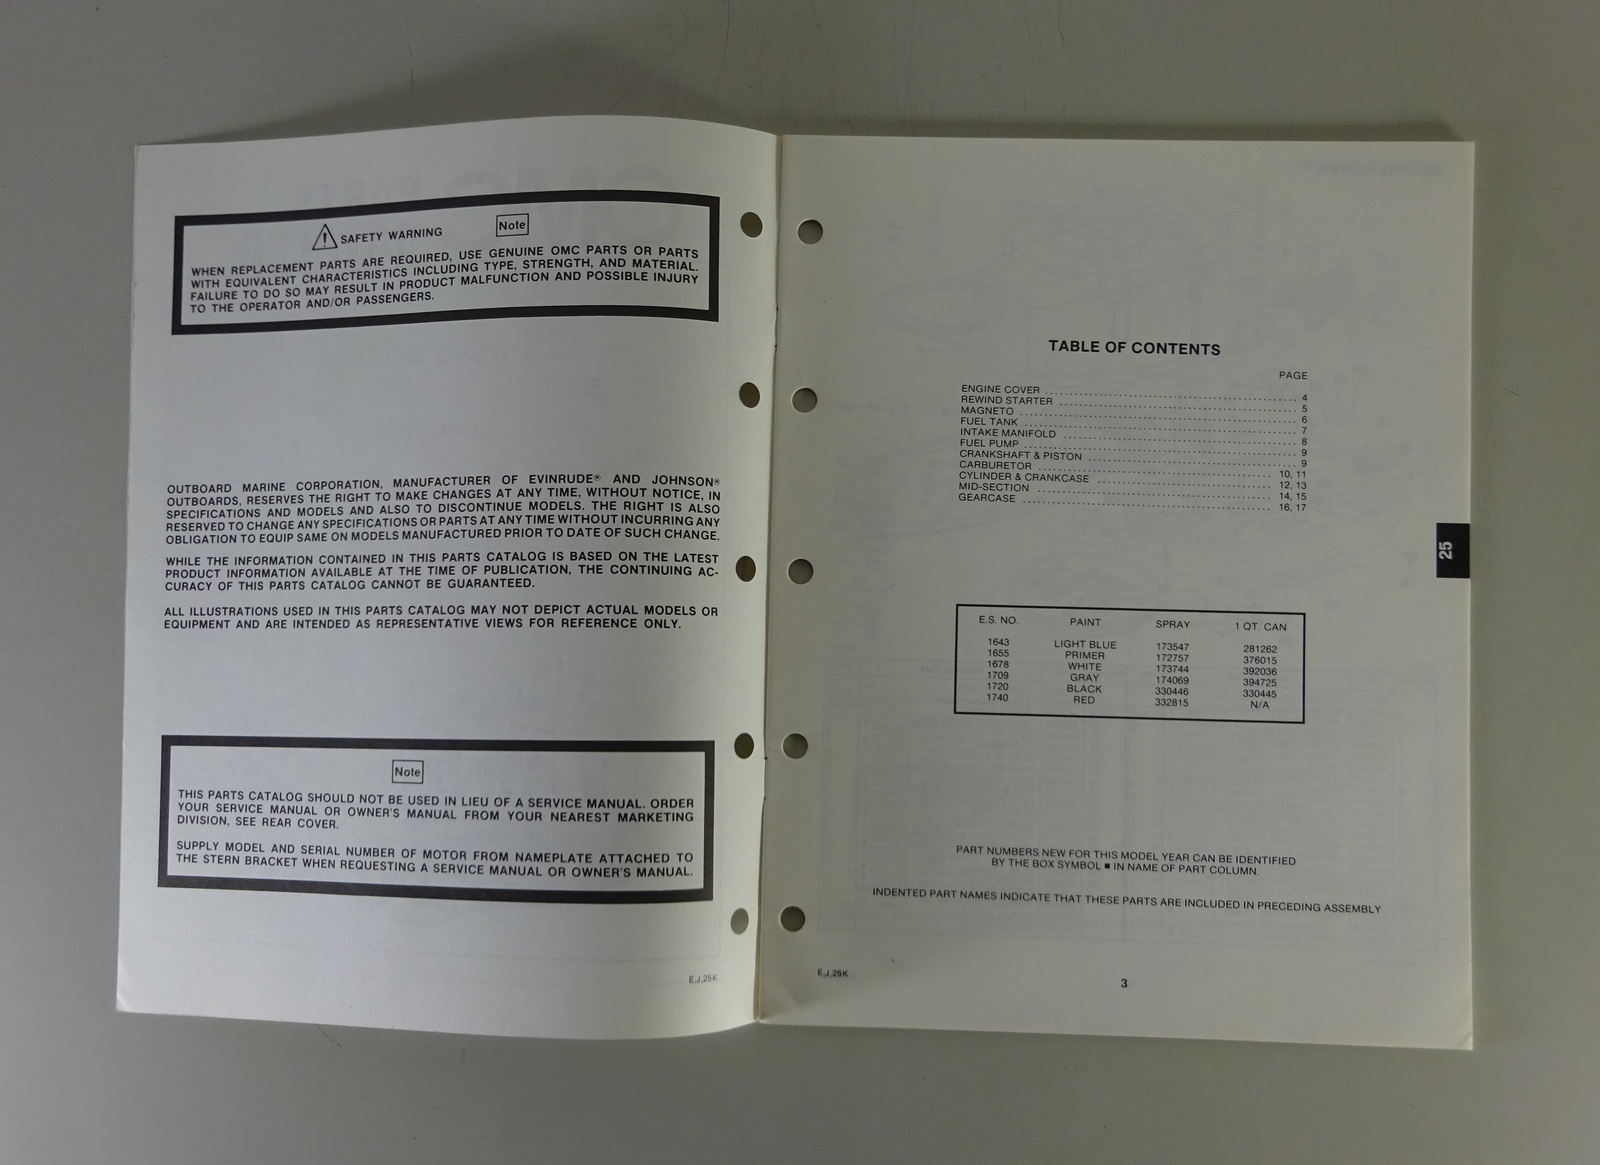 ⚠ SAFETY WARNING Note
WHEN REPLACEMENT PARTS ARE REQUIRED, USE GENUINE OMC PARTS OR PARTS
WITH EQUIVALENT CHARACTERISTICS INCLUDING TYPE, STRENGTH, AND MATERIAL.
FAILURE TO DO SO MAY RESULT IN PRODUCT MALFUNCTION AND POSSIBLE INJURY
TO THE OPERATOR AND/OR PASSENGERS.
OUTBOARD MARINE CORPORATION, MANUFACTURER OF EVINRUDE® AND JOHNSON®
OUTBOARDS, RESERVES THE RIGHT TO MAKE CHANGES AT ANY TIME, WITHOUT NOTICE, IN
SPECIFICATIONS AND MODELS AND ALSO TO DISCONTINUE MODELS. THE RIGHT IS ALSO
RESERVED TO CHANGE ANY SPECIFICATIONS OR PARTS AT ANY TIME WITHOUT INCURRING ANY
OBLIGATION TO EQUIP SAME ON MODELS MANUFACTURED PRIOR TO DATE OF SUCH CHANGE.
WHILE THE INFORMATION CONTAINED IN THIS PARTS CATALOG IS BASED ON THE LATEST
PRODUCT INFORMATION AVAILABLE AT THE TIME OF PUBLICATION, THE CONTINUING AC-
CURACY OF THIS PARTS CATALOG CANNOT BE GUARANTEED.
ALL ILLUSTRATIONS USED IN THIS PARTS CATALOG MAY NOT DEPICT ACTUAL MODELS OR
EQUIPMENT AND ARE INTENDED AS REPRESENTATIVE VIEWS FOR REFERENCE ONLY.
Note
THIS PARTS CATALOG SHOULD NOT BE USED IN LIEU OF A SERVICE MANUAL. ORDER
YOUR SERVICE MANUAL OR OWNER'S MANUAL FROM YOUR NEAREST MARKETING
DIVISION, SEE REAR COVER.
SUPPLY MODEL AND SERIAL NUMBER OF MOTOR FROM NAMEPLATE ATTACHED TO
THE STERN BRACKET WHEN REQUESTING A SERVICE MANUAL OR OWNER'S MANUAL.
E,J,25K
TABLE OF CONTENTS
PAGE
ENGINE COVER 4
REWIND STARTER 5
MAGNETO 6
FUEL TANK 7
INTAKE MANIFOLD 8
FUEL PUMP 9
CRANKSHAFT & PISTON 9
CARBURETOR 10, 11
CYLINDER & CRANKCASE 12, 13
MID-SECTION 14, 15
GEARCASE 16, 17
25
E.S. NO. PAINT SPRAY 1 QT. CAN
1643 LIGHT BLUE 173547 281262
1655 PRIMER 172757 376015
1678 WHITE 173744 392036
1709 GRAY 174069 394725
1720 BLACK 330446 330445
1740 RED 332815 N/A
PART NUMBERS NEW FOR THIS MODEL YEAR CAN BE IDENTIFIED
BY THE BOX SYMBOL ■ IN NAME OF PART COLUMN.
INDENTED PART NAMES INDICATE THAT THESE PARTS ARE INCLUDED IN PRECEDING ASSEMBLY
E,J,25K
3